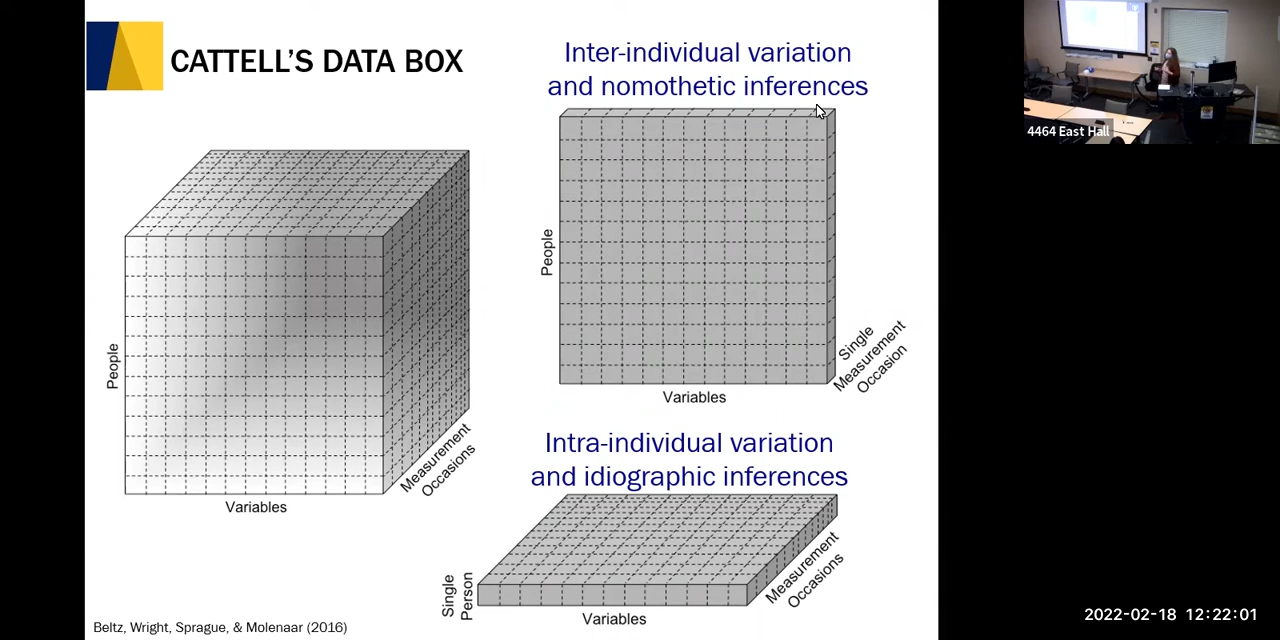 CATTELL'S DATA BOX
Inter-individual variation
and nomothetic inferences
People
Variables
Measurement
Occasions
People
Variables
Single
Measurement
Occasion
Intra-individual variation
and idiographic inferences
Single
Person
Variables
Measurement
Occasions
Beltz, Wright, Sprague, & Molenaar (2016)
4464 East Hall
2022-02-18 12:22:01